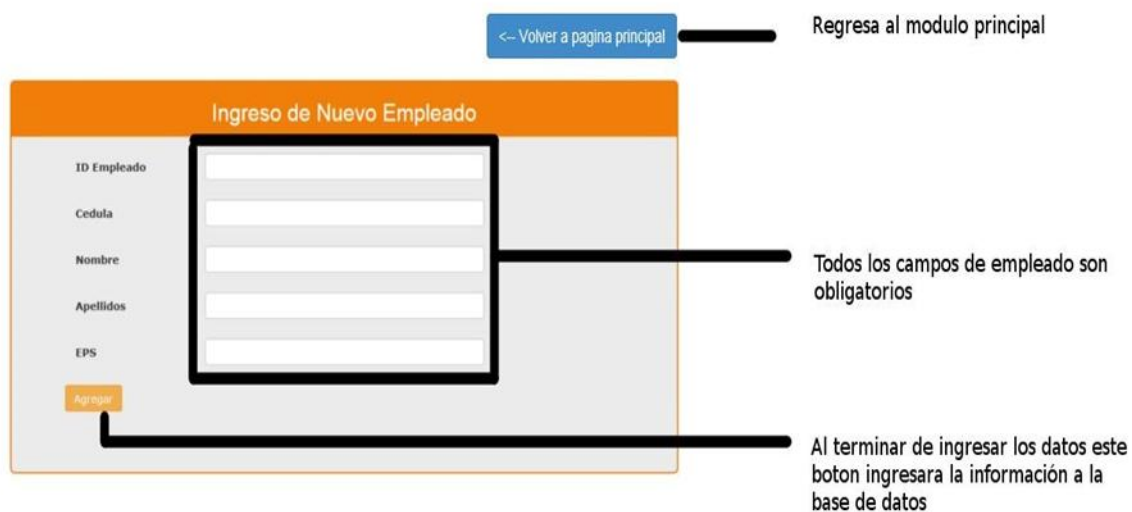 <-- Volver a pagina principal
Regresa al modulo principal
Ingreso de Nuevo Empleado
ID Empleado
Cedula
Nombre
Apellidos
EPS
Agregar
Todos los campos de empleado son
obligatorios
Al terminar de ingresar los datos este
boton ingresara la información a la
base de datos